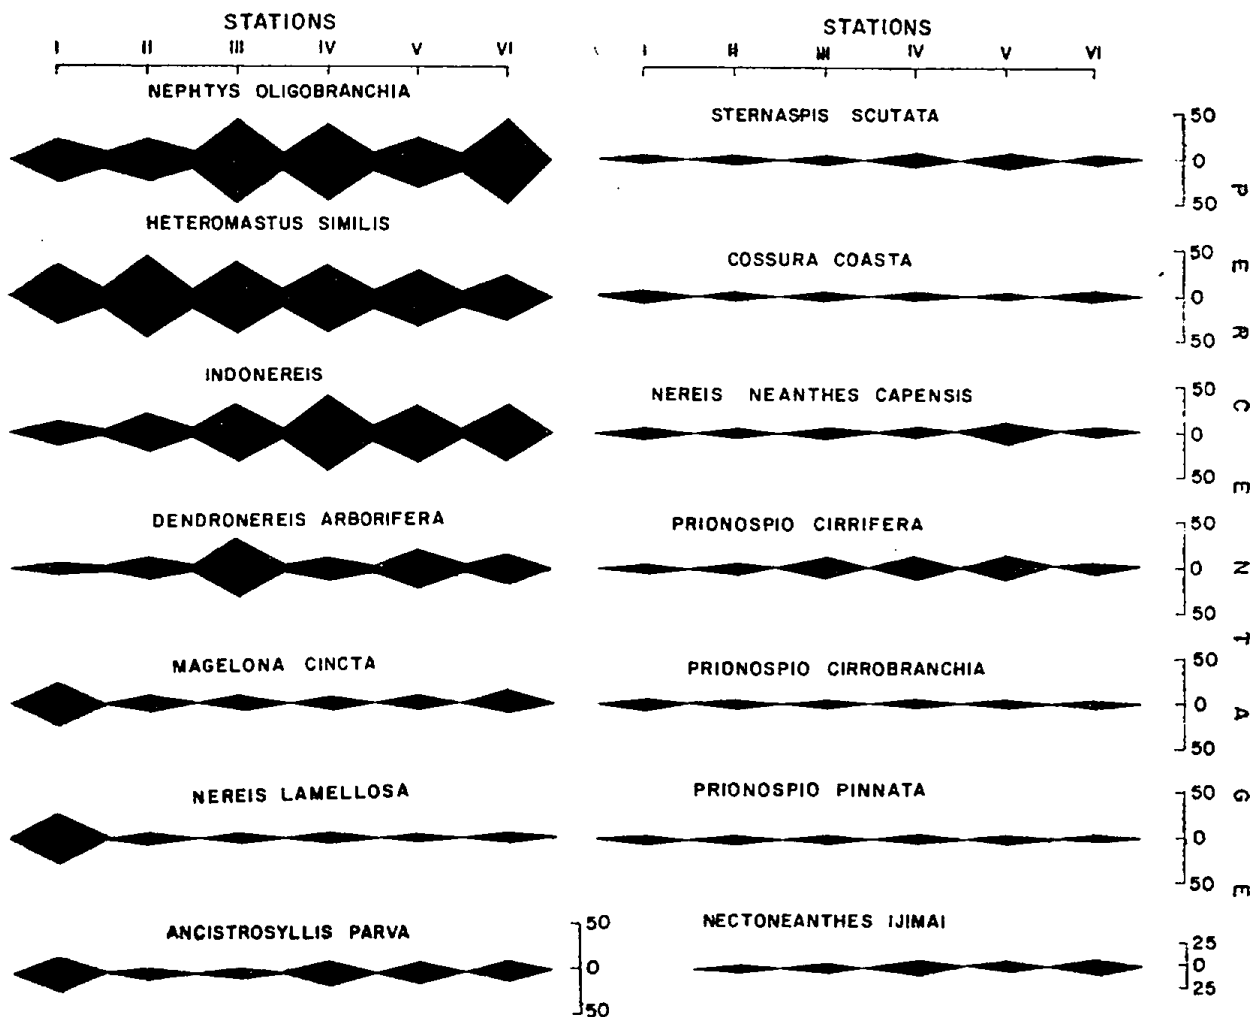 STATIONS
I II III IV V VI
NEPHTYS OLIGOBRANCHIA
HETEROMASTUS SIMILIS
INDONEREIS
DENDRONEREIS ARBORIFERA
MAGELONA CINCTA
NEREIS LAMELLOSA
ANCISTROSYLLIS PARVA
50
0
50
STATIONS
I II III IV V VI
STERNASPIS SCUTATA
50
0
50
COSSURA COASTA
50
0
50
NEREIS NEANTHES CAPENSIS
50
0
50
PRIONOSPIO CIRRIFERA
50
0
50
PRIONOSPIO CIRROBRANCHIA
50
0
50
PRIONOSPIO PINNATA
50
0
50
NECTONEANTHES IJIMAI
25
0
25
PERCENTAGE